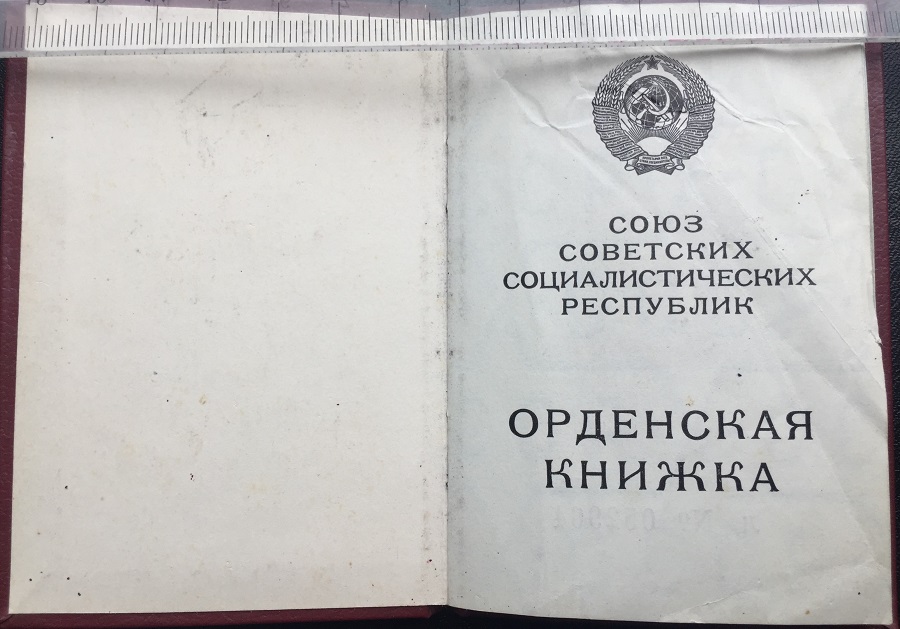 СОЮЗ
СОВЕТСКИХ
СОЦИАЛИСТИЧЕСКИХ
РЕСПУБЛИК
ОРДЕНСКАЯ
КНИЖКА